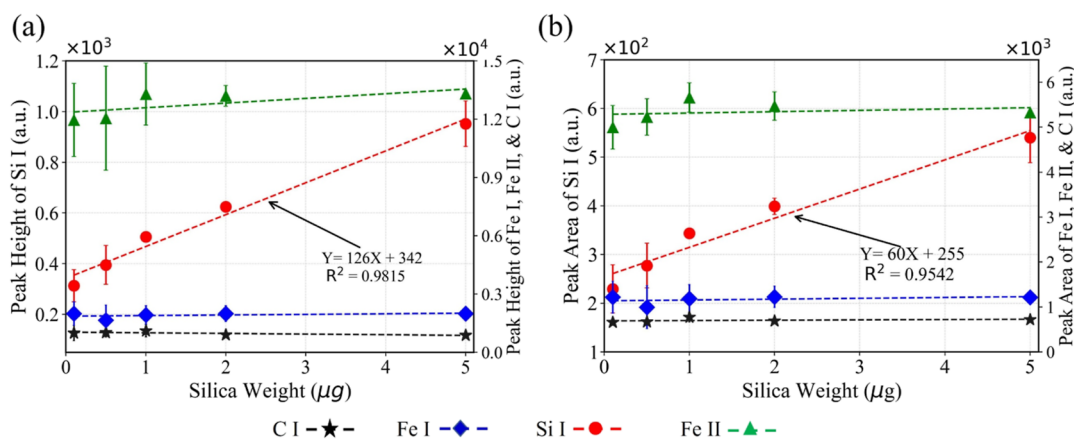 (a)
×10³
×10⁴
Peak Height of Si I (a.u.)
1.2
1.0
0.8
0.6
0.4
0.2
1.5
1.2
0.9
0.6
0.3
0.0
Peak Height of Fe I, Fe II, & C I (a.u.)
Y= 126X + 342
R² = 0.9815
0 1 2 3 4 5
Silica Weight (μg)
(b)
×10²
×10³
Peak Area of Si I (a.u.)
7
6
5
4
3
2
1
6
5
4
3
2
1
0
Peak Area of Fe I, Fe II, & C I (a.u.)
Y= 60X + 255
R² = 0.9542
0 1 2 3 4 5
Silica Weight (μg)
C I Fe I Si I Fe II